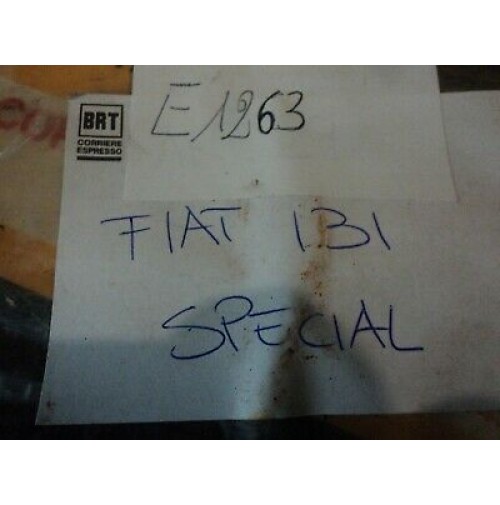 E1263
BRT
CORRIERE
ESPRESSO
FIAT 131
SPECIAL